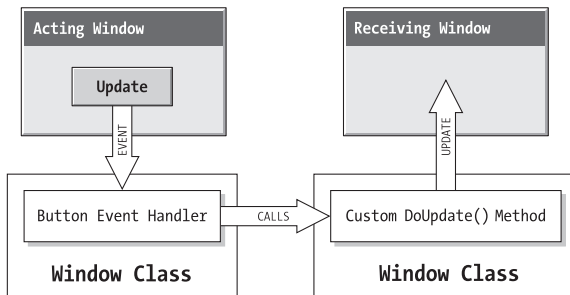 Acting Window
Receiving Window
Update
EVENT
UPDATE
Button Event Handler
CALLS
Custom DoUpdate() Method
Window Class
Window Class